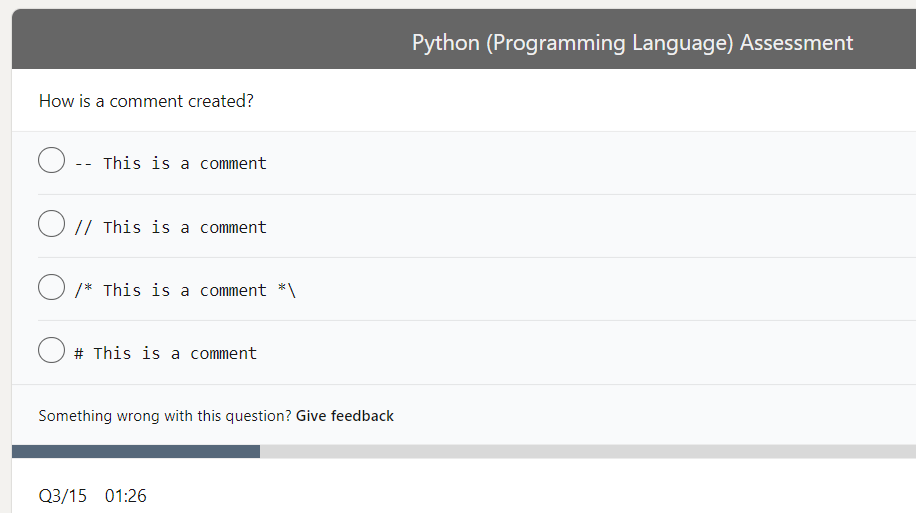 Python (Programming Language) Assessment
How is a comment created?
-- This is a comment
// This is a comment
/* This is a comment *\
# This is a comment
Something wrong with this question? Give feedback
Q3/15 01:26